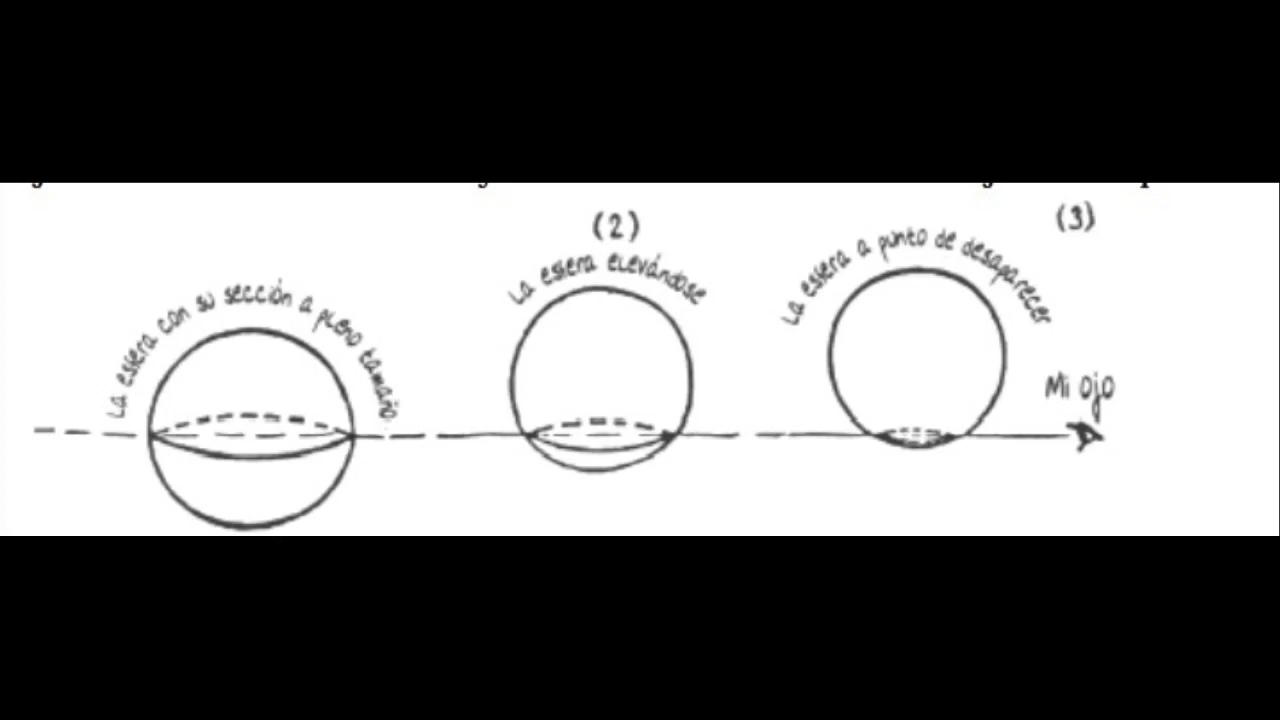 (2)
(3)
La esfera con su sección a pleno tamaño.
La esfera elevándose
La esfera a punto de desaparecer
Mi ojo